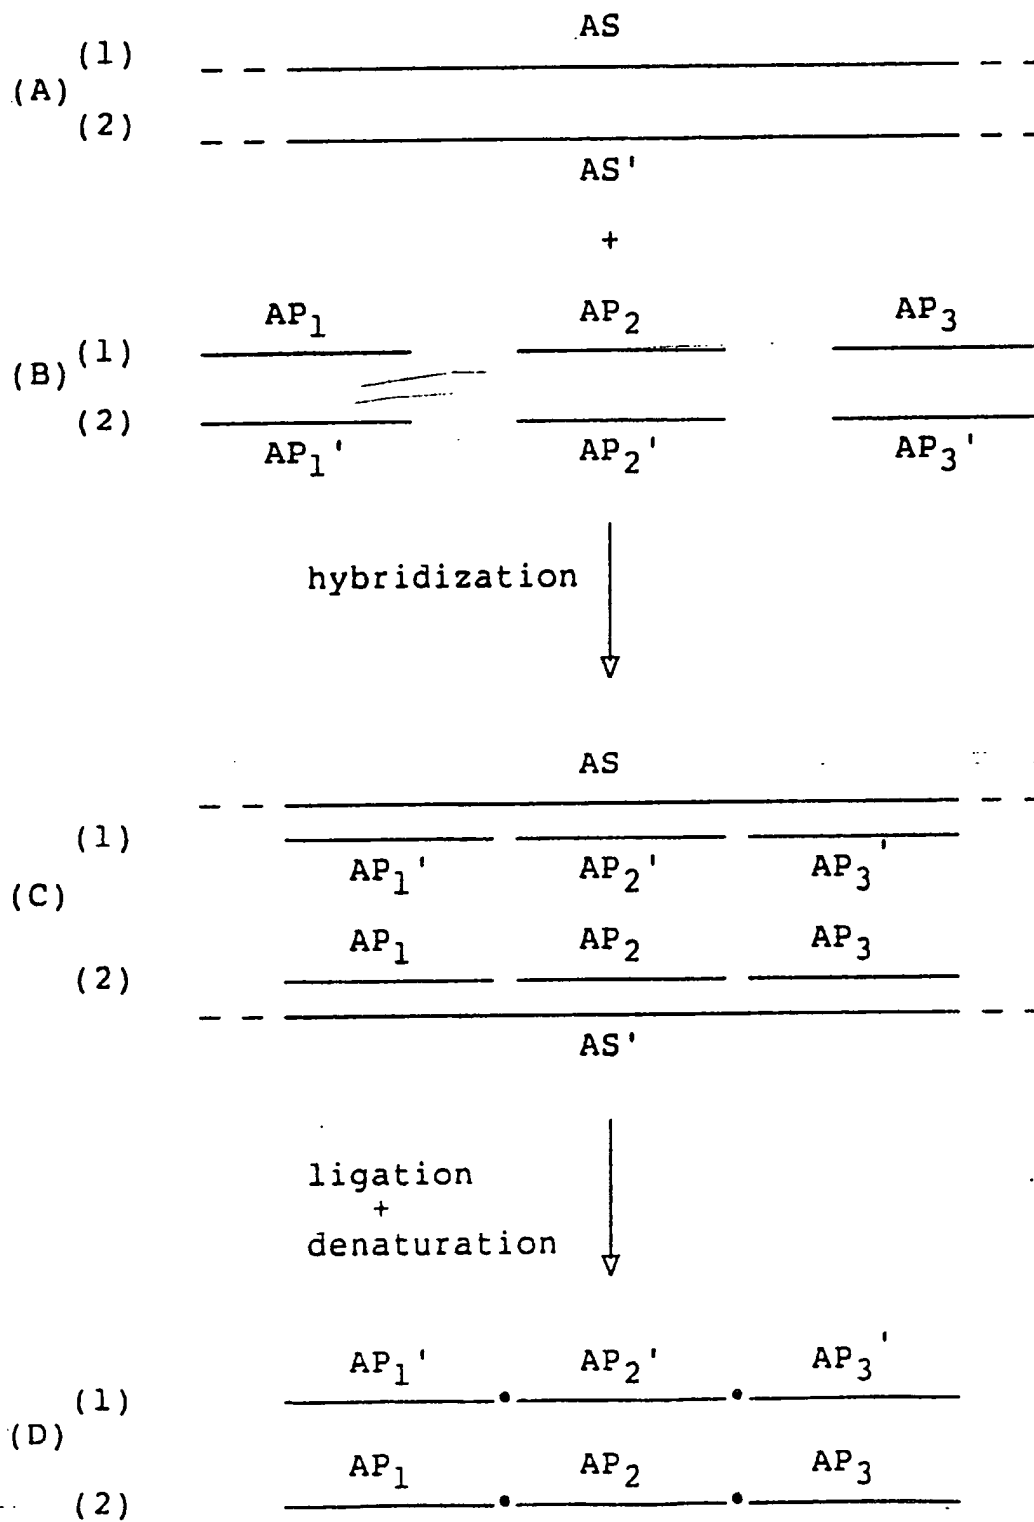 AS
(1)
(A)
(2)
AS'
+
AP1 AP2 AP3
(1)
(B)
(2)
AP1' AP2' AP3'
hybridization
AS
(1)
AP1' AP2' AP3'
(C)
AP1 AP2 AP3
(2)
AS'
ligation
+
denaturation
AP1' AP2' AP3'
(1)
(D)
AP1 AP2 AP3
(2)